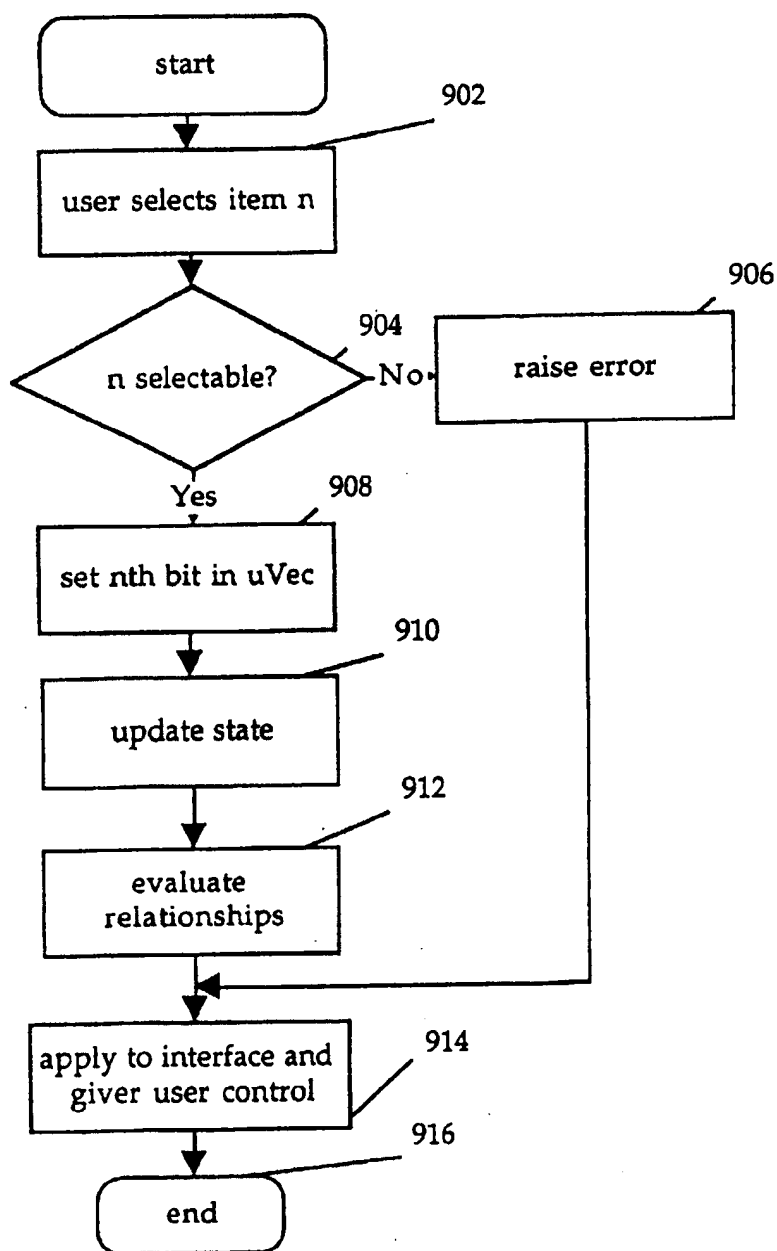 start
902
user selects item n
906
904
n selectable?
No
raise error
Yes
908
set nth bit in uVec
910
update state
912
evaluate
relationships
apply to interface and
giver user control
914
916
end